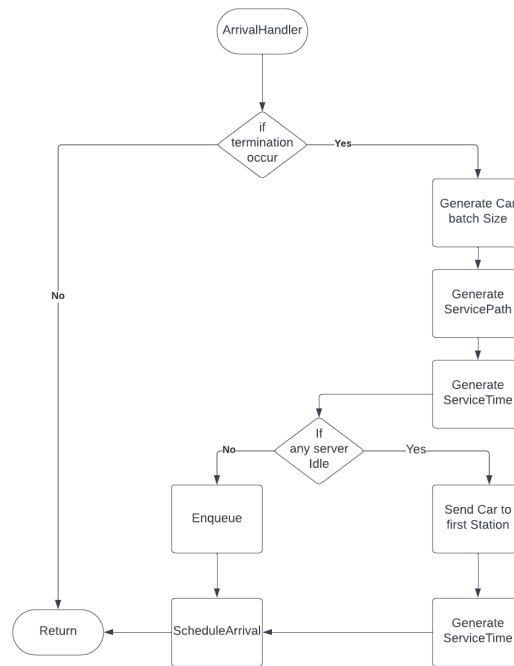 ArrivalHandler
if
termination
occur
Yes
Generate Car
batch Size
No
Generate
ServicePath
Generate
ServiceTime
If
any server
Idle
No
Yes
Enqueue
Send Car to
first Station
Return
ScheduleArrival
Generate
ServiceTime